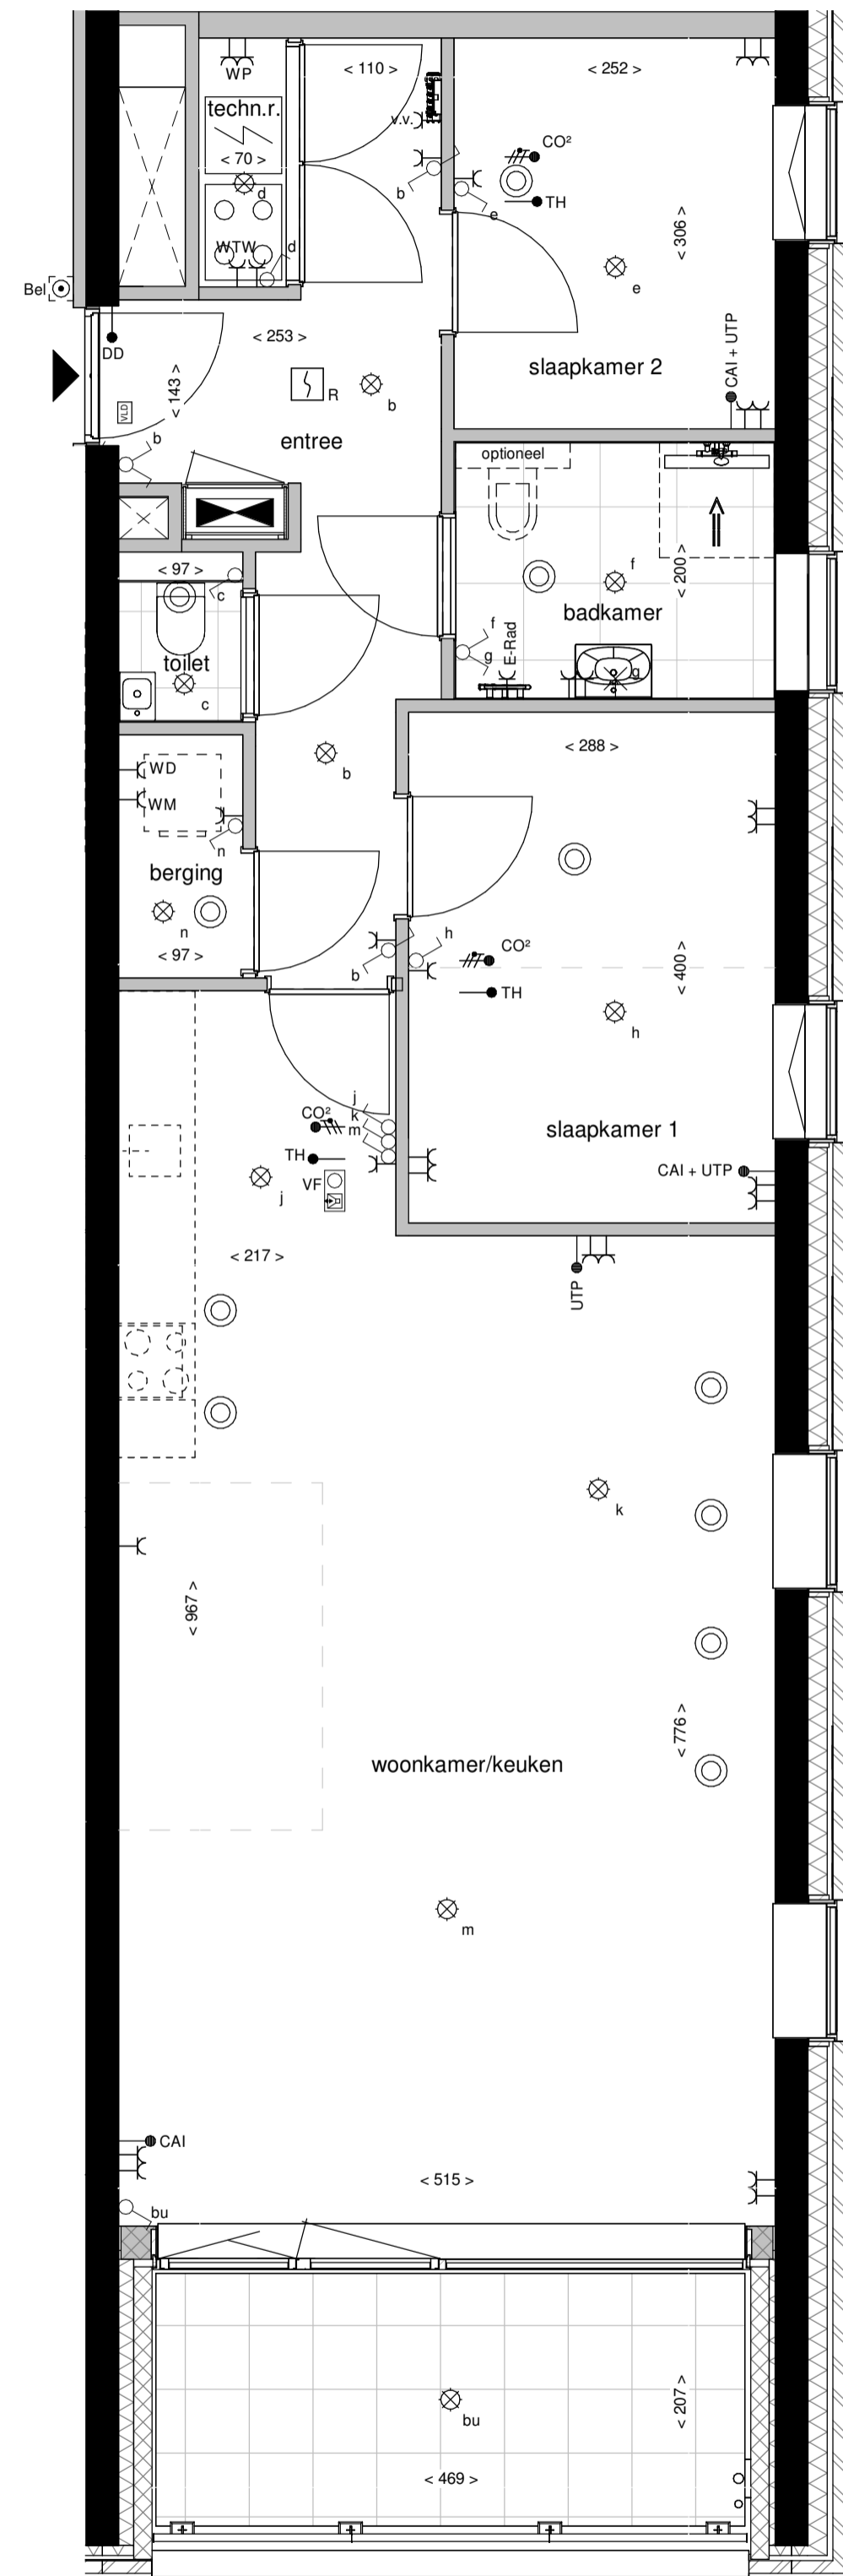 WP
< 110 >
< 252 >
techn.r.
v.v.
CO²
< 70 >
d
b
e
TH
WTW
d
< 306 >
e
Bel
DD
< 253 >
CAI + UTP
slaapkamer 2
VLD
< 143 >
R
b
b
entree
optioneel
< 97 >
c
f
< 200 >
badkamer
f
g
E-Rad
g
toilet
c
b
< 288 >
WD
WM
n
berging
n
< 97 >
h
b
CO²
< 400 >
TH
h
j
k
m
CO²
TH
VF
j
slaapkamer 1
CAI + UTP
< 217 >
UTP
k
< 967 >
< 776 >
woonkamer/keuken
m
CAI
< 515 >
bu
bu
< 207 >
< 469 >